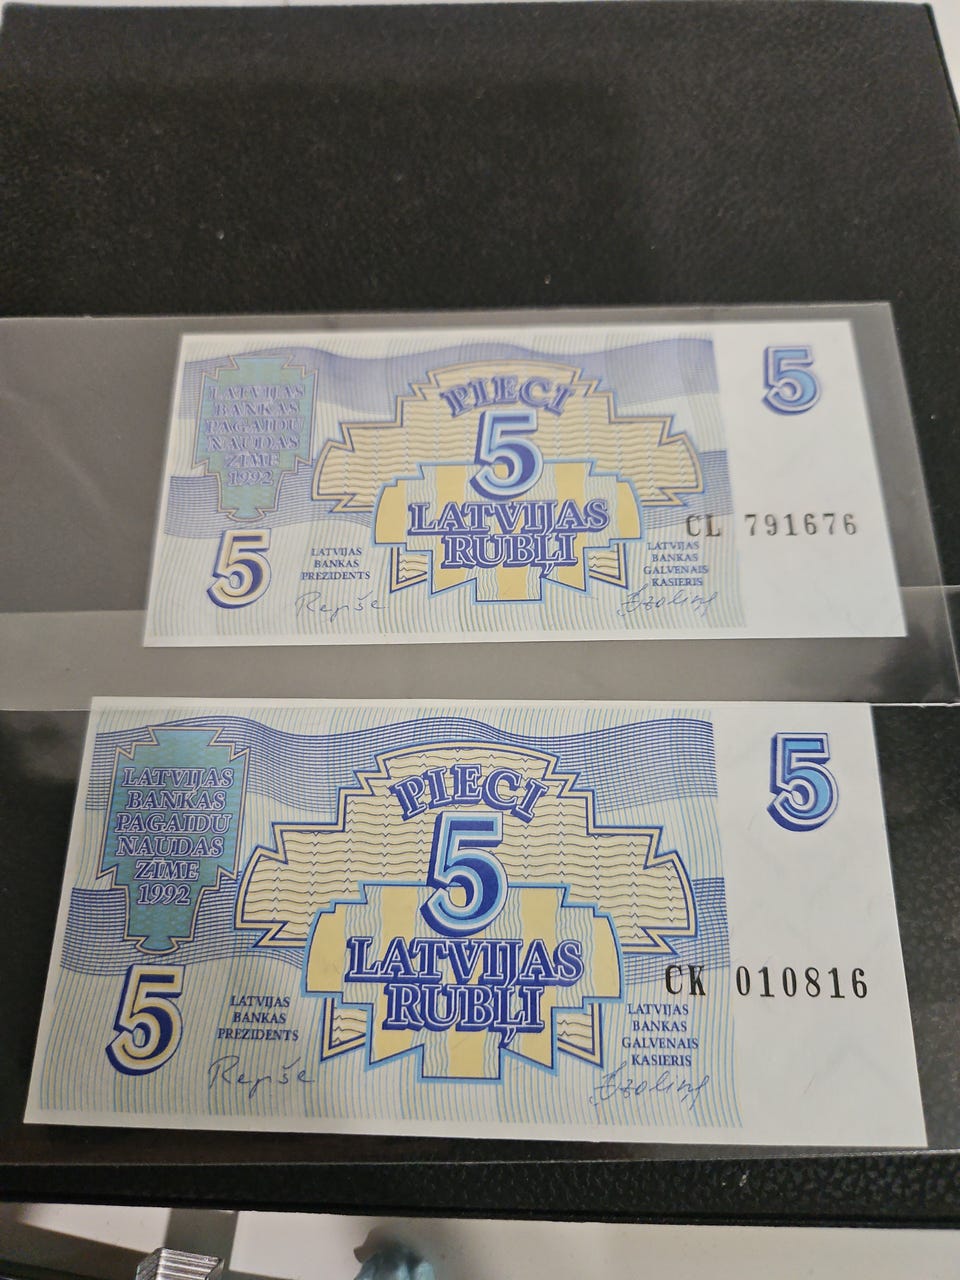 LATVIJAS
BANKAS
PAGAIDU
NAUDAS
ZĪME
1992
PIECI
5
LATVIJAS
RUBĻI
5
5
CL 791676
LATVIJAS
BANKAS
PREZIDENTS
Repše
LATVIJAS
BANKAS
GALVENAIS
KASIERIS
LATVIJAS
BANKAS
PAGAIDU
NAUDAS
ZĪME
1992
PIECI
5
LATVIJAS
RUBĻI
5
5
CK 010816
LATVIJAS
BANKAS
PREZIDENTS
Repše
LATVIJAS
BANKAS
GALVENAIS
KASIERIS